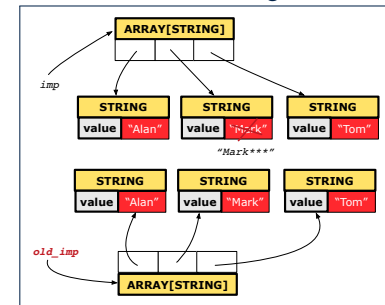 ARRAY[STRING]
imp
STRING STRING STRING
value "Alan" value "Mark" value "Tom"
"Mark***"
STRING STRING STRING
value "Alan" value "Mark" value "Tom"
old_imp
ARRAY[STRING]